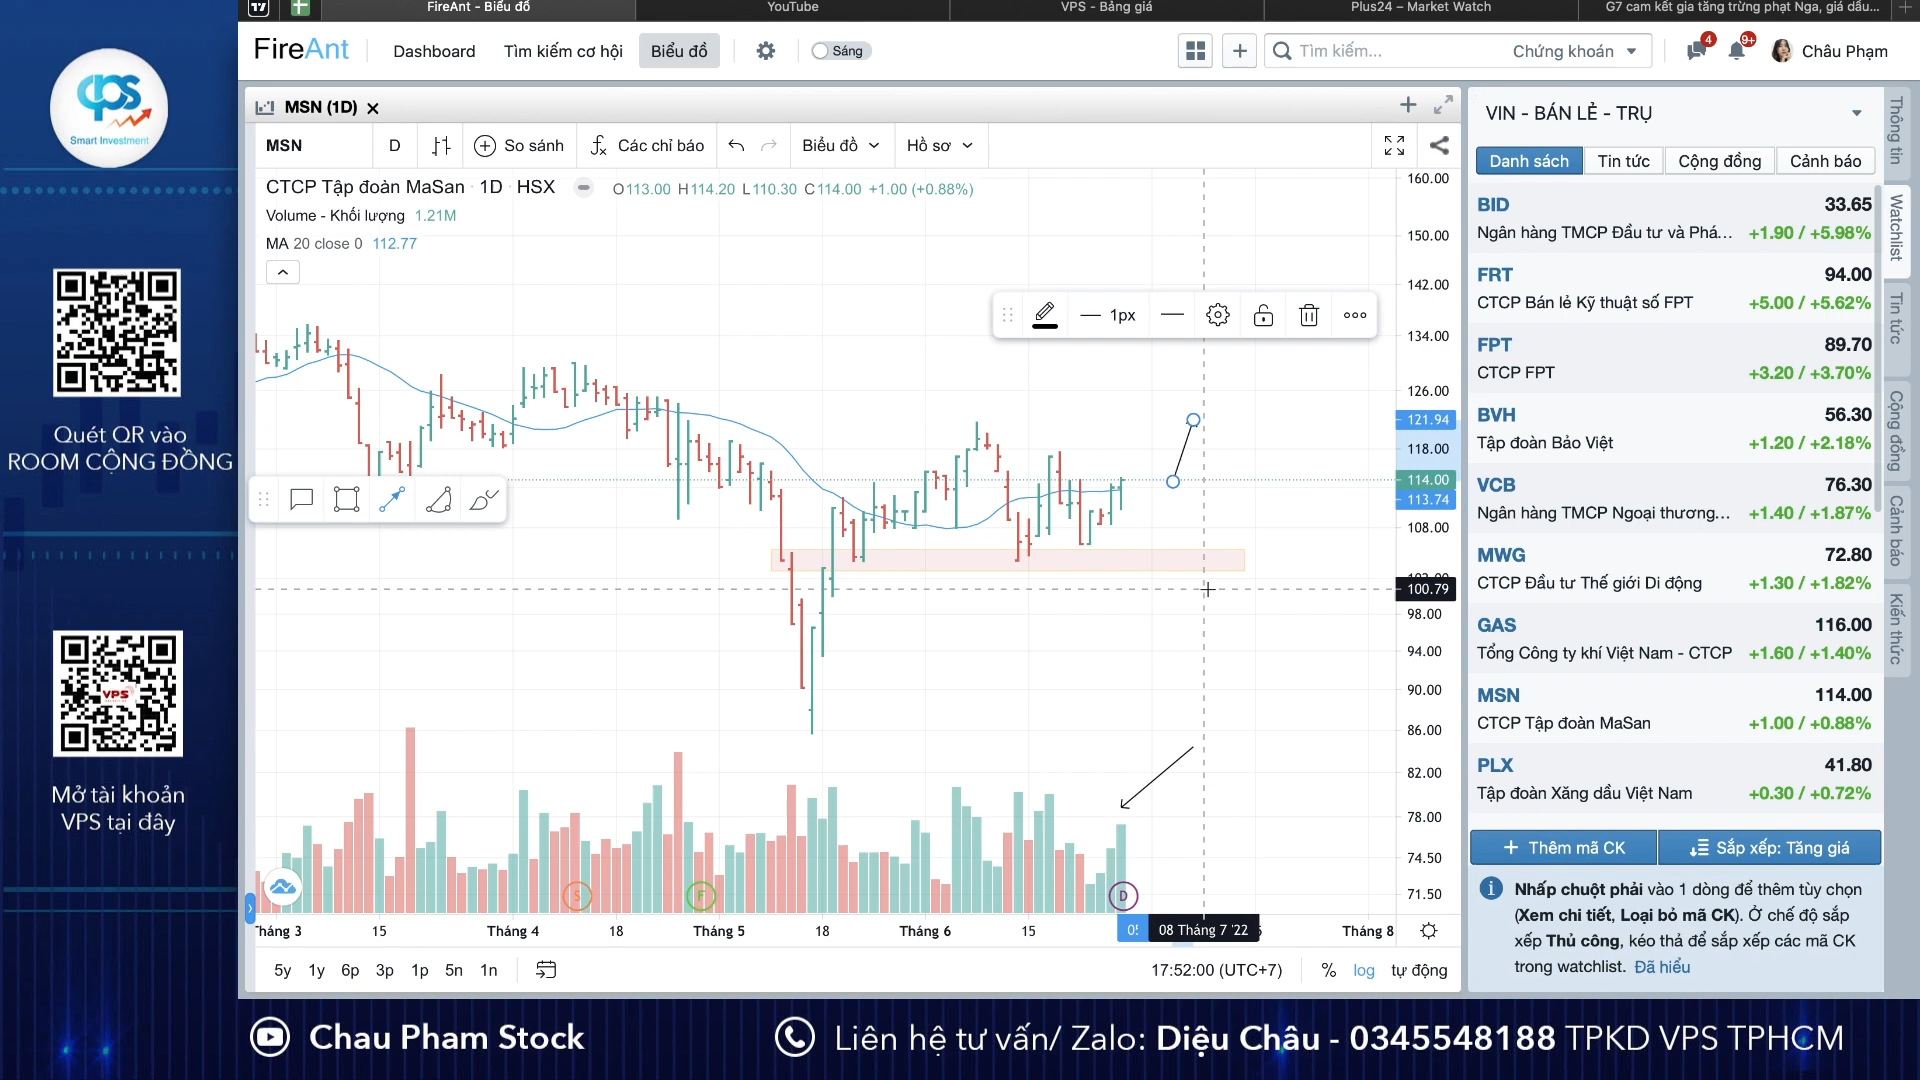 FireAnt - Biểu đồ
YouTube
VPS - Bảng giá
Plus24 – Market Watch
G7 cam kết gia tăng trừng phạt Nga, giá dầu...
FireAnt
Dashboard
Tìm kiếm cơ hội
Biểu đồ
Sáng
Tìm kiếm...
Chứng khoán
4
9+
Châu Phạm
Smart Investment
Quét QR vào
ROOM CỘNG ĐỒNG
VPS
Mở tài khoản
VPS tại đây
MSN (1D)
MSN
D
So sánh
Các chỉ báo
Biểu đồ
Hồ sơ
CTCP Tập đoàn MaSan · 1D · HSX
O113.00 H114.20 L110.30 C114.00 +1.00 (+0.88%)
Volume - Khối lượng 1.21M
MA 20 close 0 112.77
1px
160.00
150.00
142.00
134.00
126.00
121.94
118.00
114.00
113.74
108.00
100.79
98.00
94.00
90.00
86.00
82.00
78.00
74.50
71.50
S
F
D
Tháng 3
15
Tháng 4
18
Tháng 5
18
Tháng 6
15
08 Tháng 7 '22
Tháng 8
5y 1y 6p 3p 1p 5n 1n
17:52:00 (UTC+7)
% log tự động
VIN - BÁN LẺ - TRỤ
Danh sách
Tin tức
Cộng đồng
Cảnh báo
BID 33.65
Ngân hàng TMCP Đầu tư và Phá... +1.90 / +5.98%
FRT 94.00
CTCP Bán lẻ Kỹ thuật số FPT +5.00 / +5.62%
FPT 89.70
CTCP FPT +3.20 / +3.70%
BVH 56.30
Tập đoàn Bảo Việt +1.20 / +2.18%
VCB 76.30
Ngân hàng TMCP Ngoại thương... +1.40 / +1.87%
MWG 72.80
CTCP Đầu tư Thế giới Di động +1.30 / +1.82%
GAS 116.00
Tổng Công ty khí Việt Nam - CTCP +1.60 / +1.40%
MSN 114.00
CTCP Tập đoàn MaSan +1.00 / +0.88%
PLX 41.80
Tập đoàn Xăng dầu Việt Nam +0.30 / +0.72%
Thêm mã CK
Sắp xếp: Tăng giá
Nhấp chuột phải vào 1 dòng để thêm tùy chọn
(Xem chi tiết, Loại bỏ mã CK). Ở chế độ sắp
xếp Thủ công, kéo thả để sắp xếp các mã CK
trong watchlist. Đã hiểu
Thông tin
Watchlist
Tin tức
Cộng đồng
Cảnh báo
Kiến thức
Chau Pham Stock
Liên hệ tư vấn/ Zalo: Diệu Châu - 0345548188 TPKD VPS TPHCM